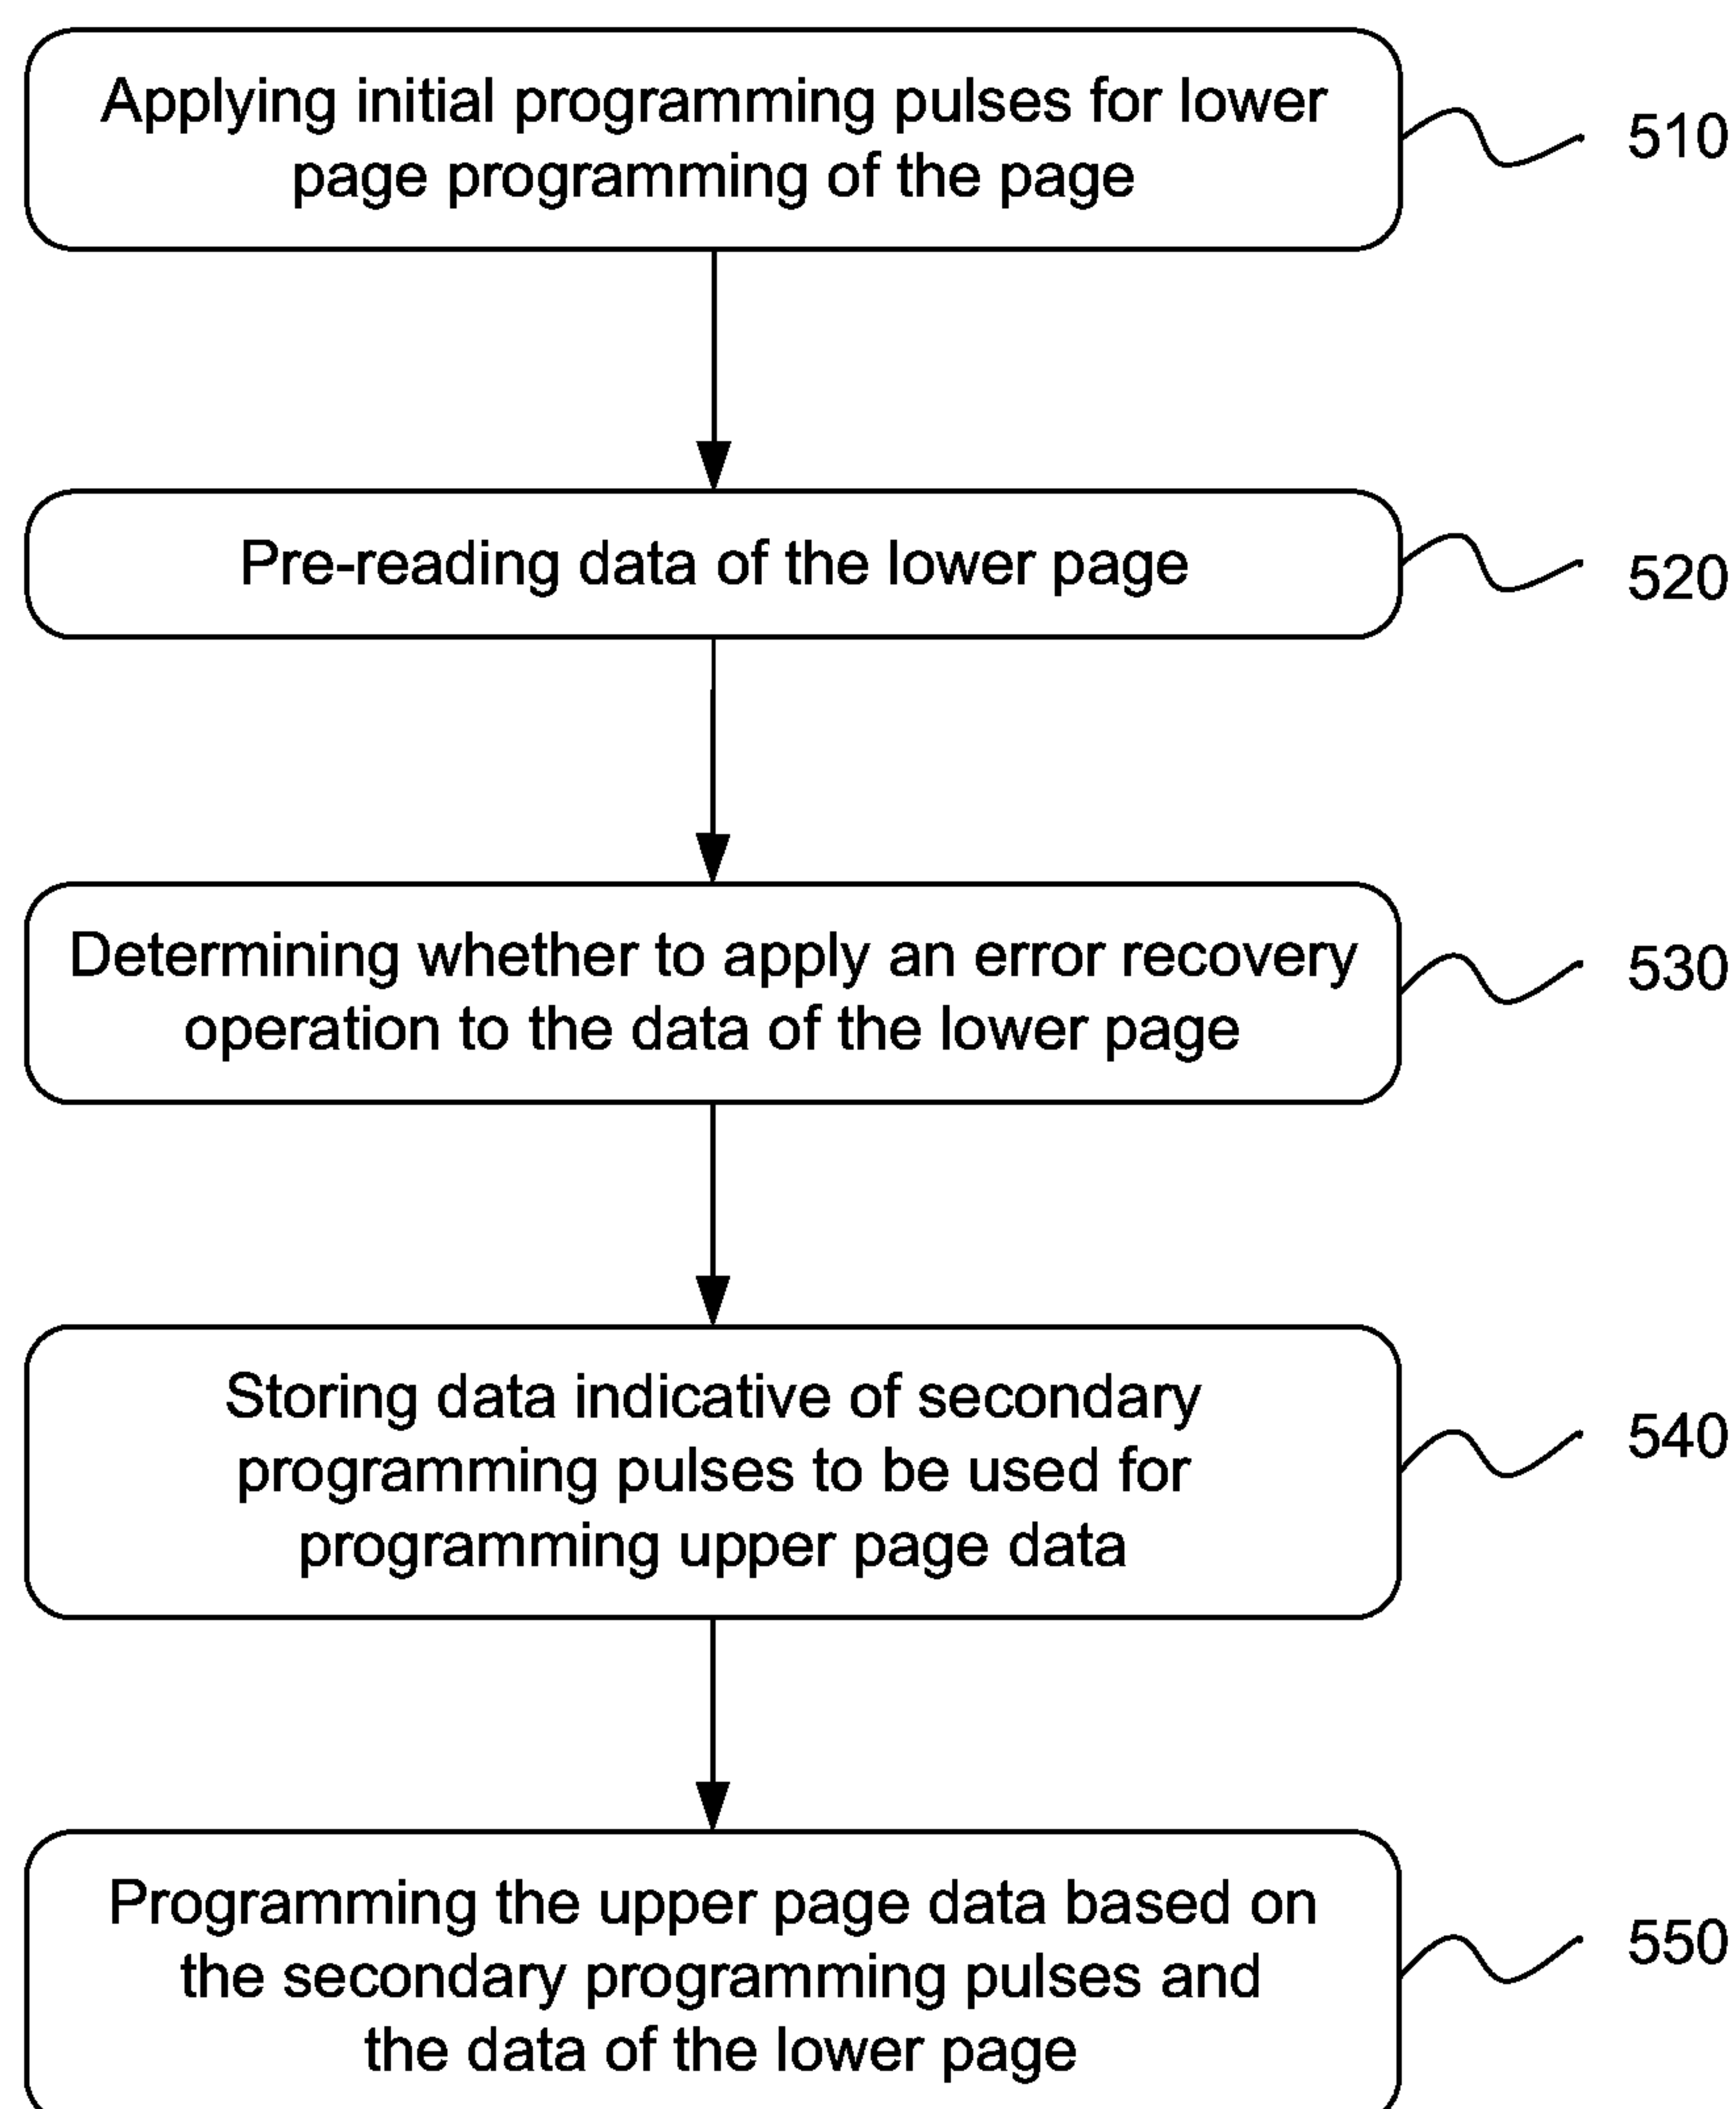 Applying initial programming pulses for lower
page programming of the page
510
Pre-reading data of the lower page
520
Determining whether to apply an error recovery
operation to the data of the lower page
530
Storing data indicative of secondary
programming pulses to be used for
programming upper page data
540
Programming the upper page data based on
the secondary programming pulses and
the data of the lower page
550